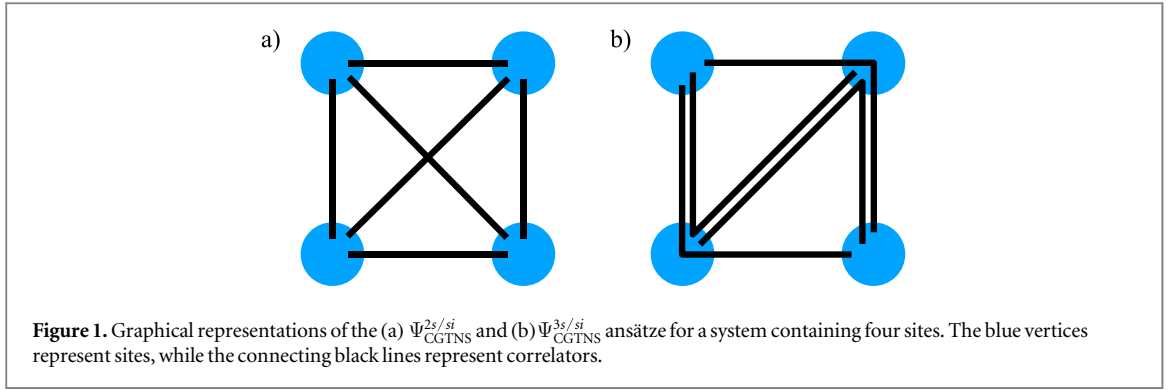 a)
b)
Figure 1. Graphical representations of the (a) Ψ^{2s/si}_{CGTNS} and (b) Ψ^{3s/si}_{CGTNS} ansätze for a system containing four sites. The blue vertices
represent sites, while the connecting black lines represent correlators.